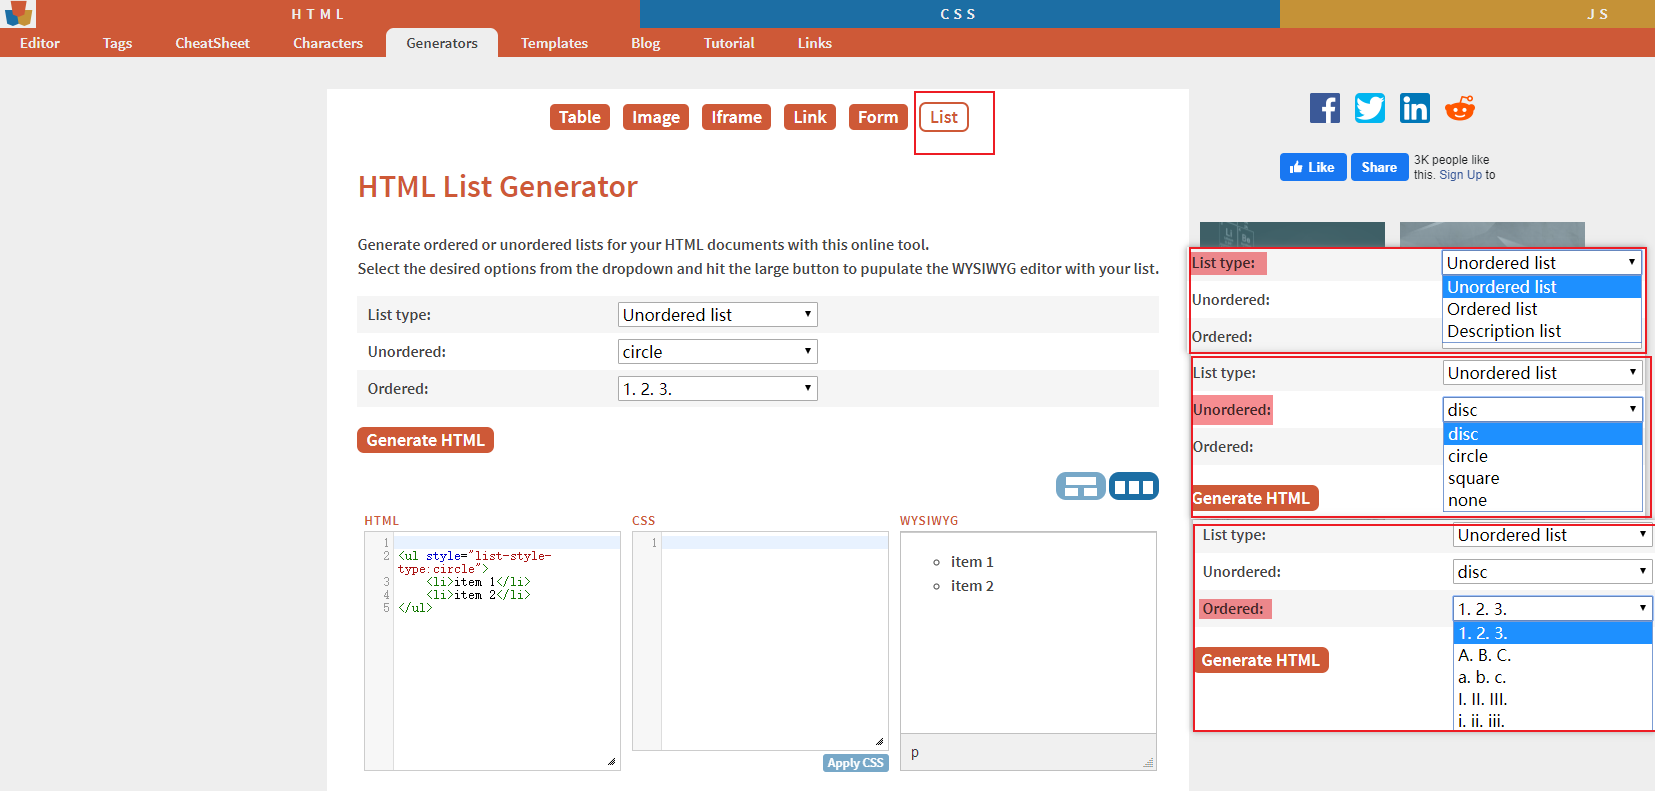 HTML
CSS
JS
Editor Tags CheatSheet Characters Generators Templates Blog Tutorial Links
Table Image Iframe Link Form List
HTML List Generator
Generate ordered or unordered lists for your HTML documents with this online tool.
Select the desired options from the dropdown and hit the large button to pupulate the WYSIWYG editor with your list.
List type: Unordered list
Unordered: circle
Ordered: 1. 2. 3.
Generate HTML
HTML
1
2 <ul style="list-style-
type:circle">
3 <li>item 1</li>
4 <li>item 2</li>
5 </ul>
CSS
1
Apply CSS
WYSIWYG
item 1
item 2
p
Like Share
3K people like
this. Sign Up to
List type: Unordered list
Unordered list
Unordered:
Ordered list
Description list
Ordered:
List type: Unordered list
Unordered: disc
disc
Ordered:
circle
square
Generate HTML
none
List type: Unordered list
Unordered: disc
Ordered: 1. 2. 3.
1. 2. 3.
A. B. C.
Generate HTML
a. b. c.
I. II. III.
i. ii. iii.